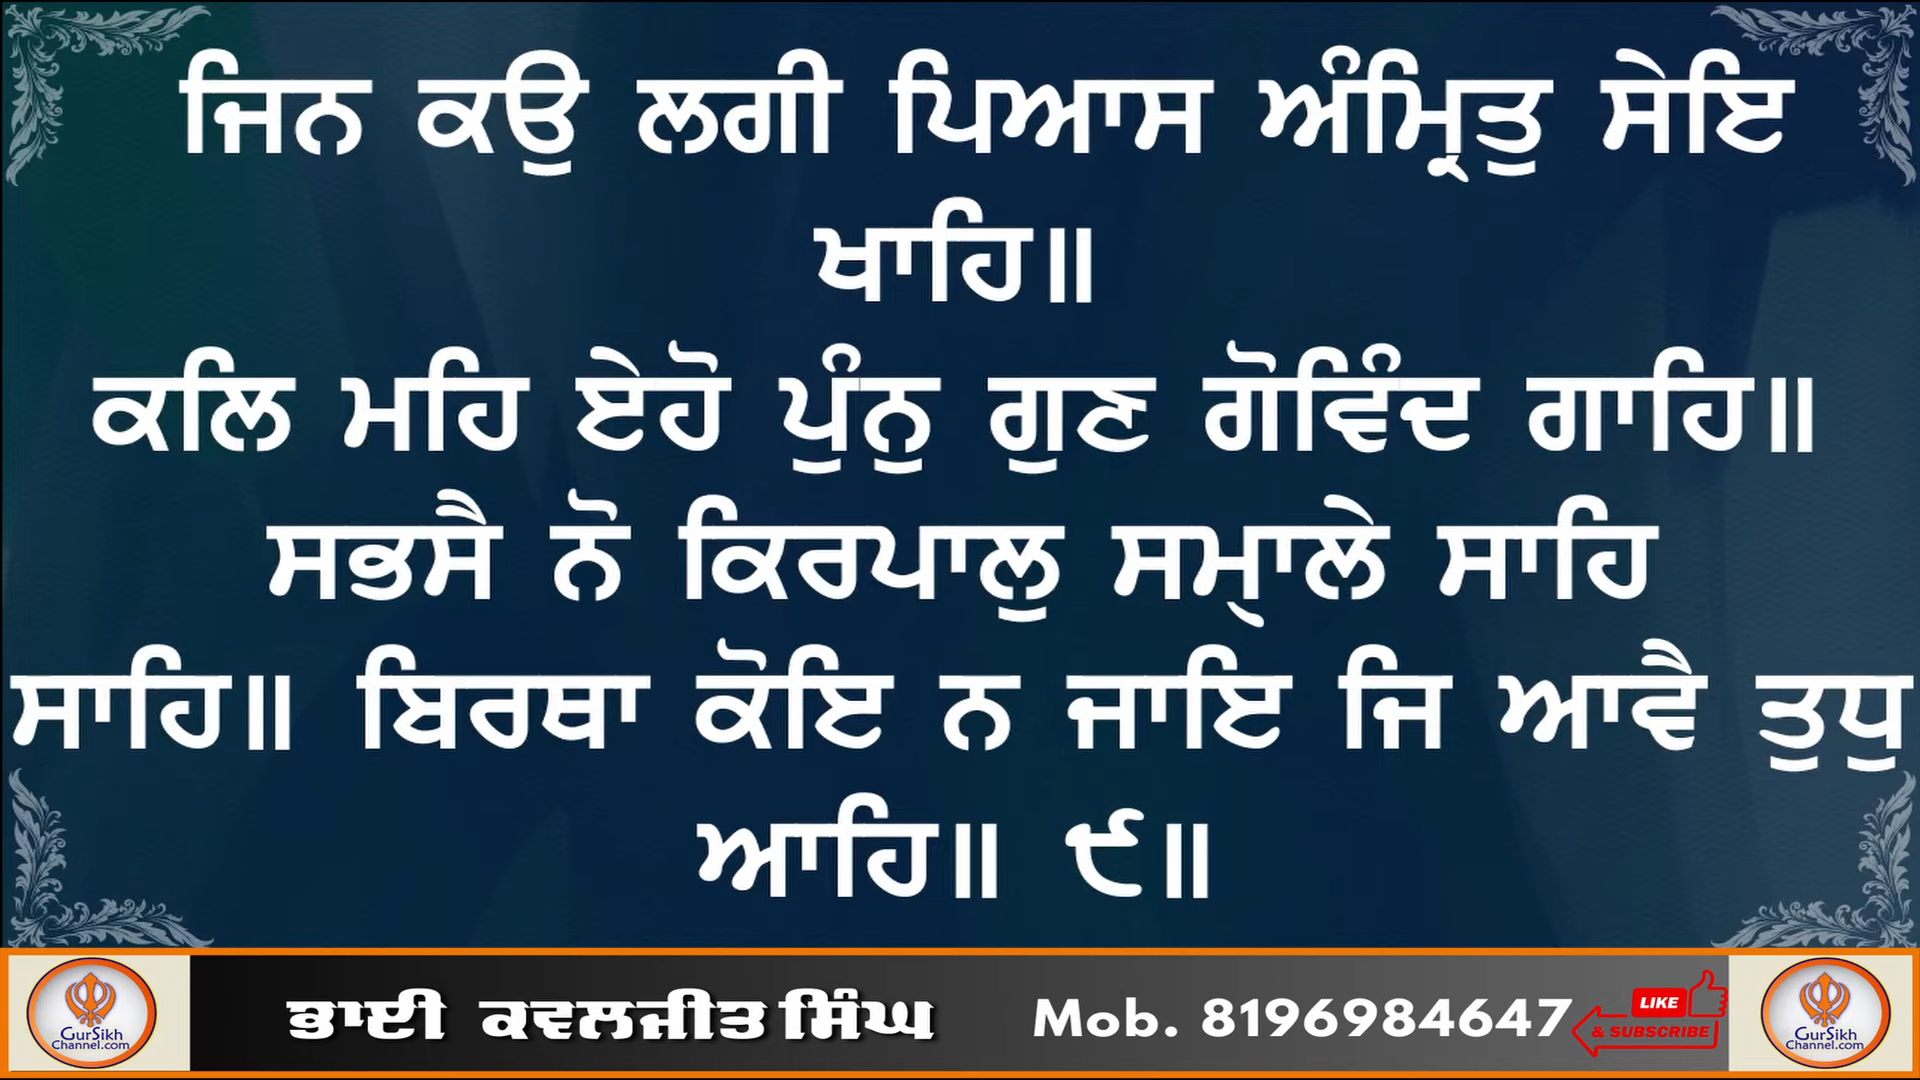 ਜਿਨ ਕਉ ਲਗੀ ਪਿਆਸ ਅੰਮ੍ਰਿਤੁ ਸੇਇ
ਖਾਹਿ॥
ਕਲਿ ਮਹਿ ਏਹੋ ਪੁੰਨੁ ਗੁਣ ਗੋਵਿੰਦ ਗਾਹਿ॥
ਸਭਸੈ ਨੋ ਕਿਰਪਾਲੁ ਸਮ੍ਹਾਲੇ ਸਾਹਿ
ਸਾਹਿ॥ ਬਿਰਥਾ ਕੋਇ ਨ ਜਾਇ ਜਿ ਆਵੈ ਤੁਧੁ
ਆਹਿ॥ ੯॥
ਭਾਈ ਕਵਲਜੀਤ ਸਿੰਘ Mob. 8196984647
LIKE
& SUBSCRIBE
GurSikh
Channel.com
GurSikh
Channel.com